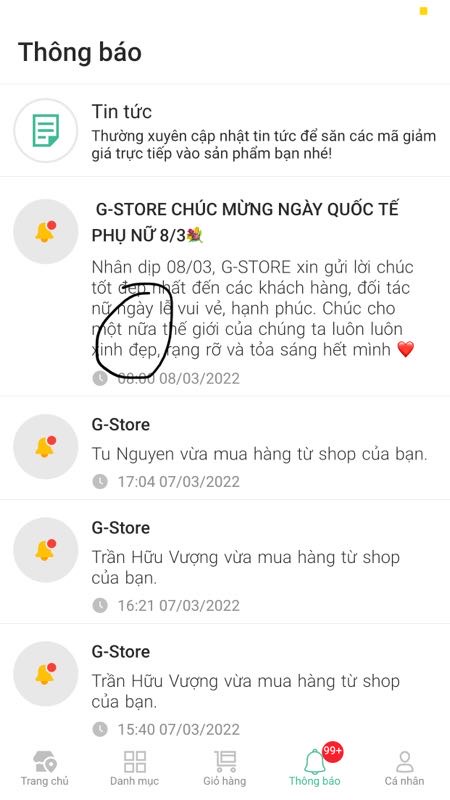 Thông báo
Tin tức
Thường xuyên cập nhật tin tức để săn các mã giảm
giá trực tiếp vào sản phẩm bạn nhé!
G-STORE CHÚC MỪNG NGÀY QUỐC TẾ
PHỤ NỮ 8/3💐
Nhân dịp 08/03, G-STORE xin gửi lời chúc
tốt đẹp nhất đến các khách hàng, đối tác
nữ ngày lễ vui vẻ, hạnh phúc. Chúc cho
một nữa thế giới của chúng ta luôn luôn
xinh đẹp, rạng rỡ và tỏa sáng hết mình ❤️
08:00 08/03/2022
G-Store
Tu Nguyen vừa mua hàng từ shop của bạn.
17:04 07/03/2022
G-Store
Trần Hữu Vượng vừa mua hàng từ shop
của bạn.
16:21 07/03/2022
G-Store
Trần Hữu Vượng vừa mua hàng từ shop
của bạn.
15:40 07/03/2022
99+
Trang chủ
Danh mục
Giỏ hàng
Thông báo
Cá nhân